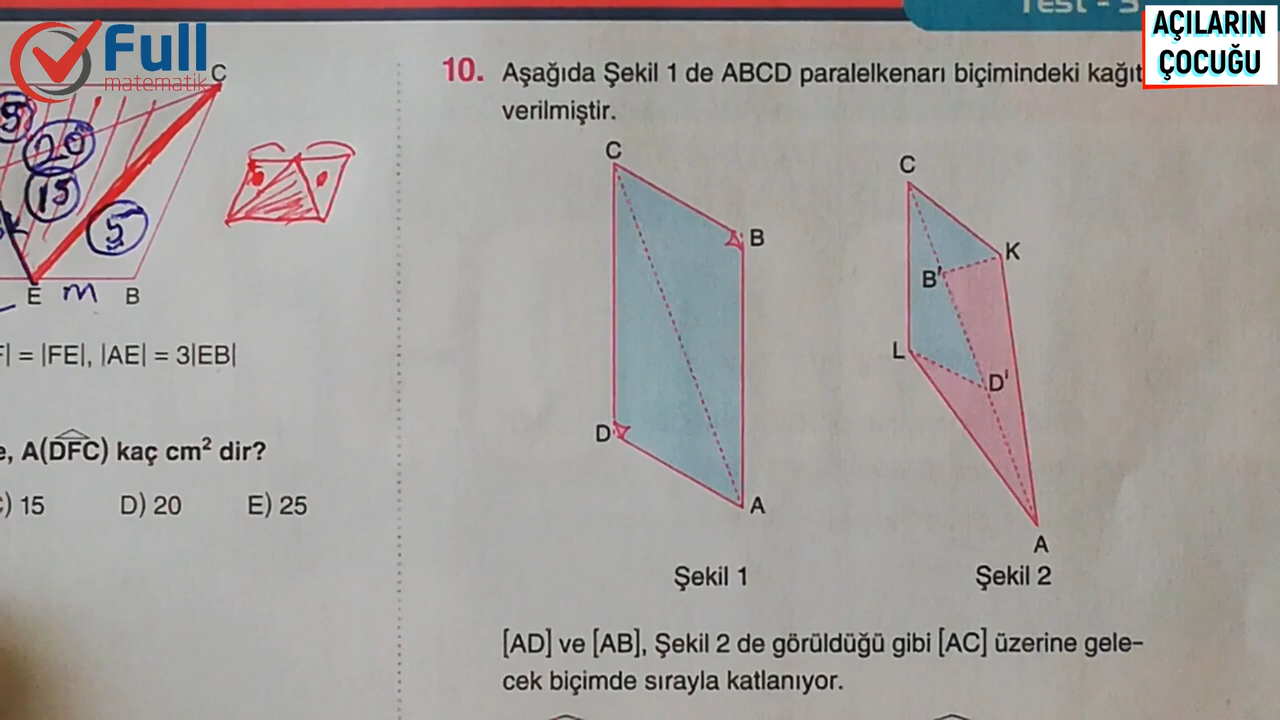 Test - 3
AÇILARIN
ÇOCUĞU
Full
matematik
C
20
15
5
E m B
|= |FE|, |AE| = 3|EB|
, A(DFC) kaç cm² dir?
) 15 D) 20 E) 25
10. Aşağıda Şekil 1 de ABCD paralelkenarı biçimindeki kağıt
verilmiştir.
C
B
D
A
Şekil 1
C
K
B'
L
D'
A
Şekil 2
[AD] ve [AB], Şekil 2 de görüldüğü gibi [AC] üzerine gele-
cek biçimde sırayla katlanıyor.